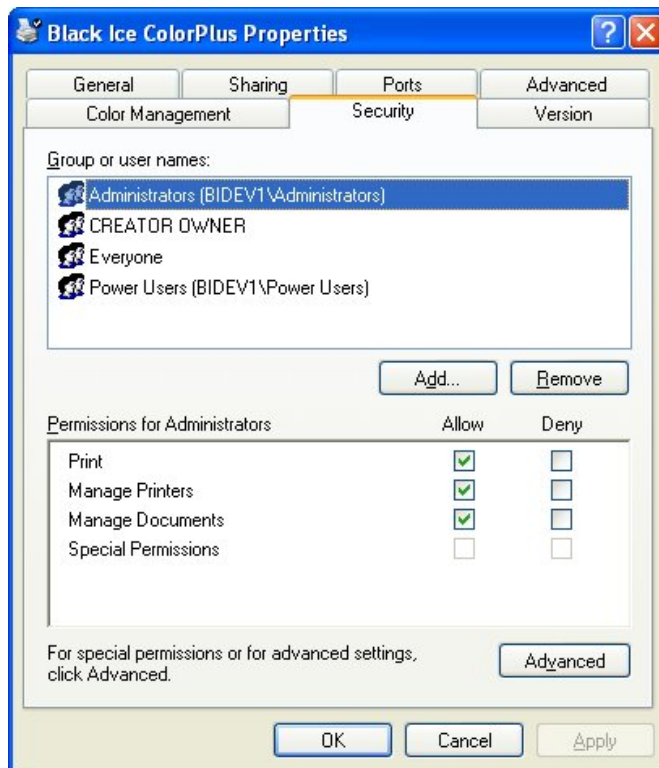 Black Ice ColorPlus Properties
General Sharing Ports Advanced
Color Management Security Version
Group or user names:
Administrators (BIDEV1\Administrators)
CREATOR OWNER
Everyone
Power Users (BIDEV1\Power Users)
Add... Remove
Permissions for Administrators Allow Deny
Print
Manage Printers
Manage Documents
Special Permissions
For special permissions or for advanced settings,
click Advanced.
Advanced
OK Cancel Apply